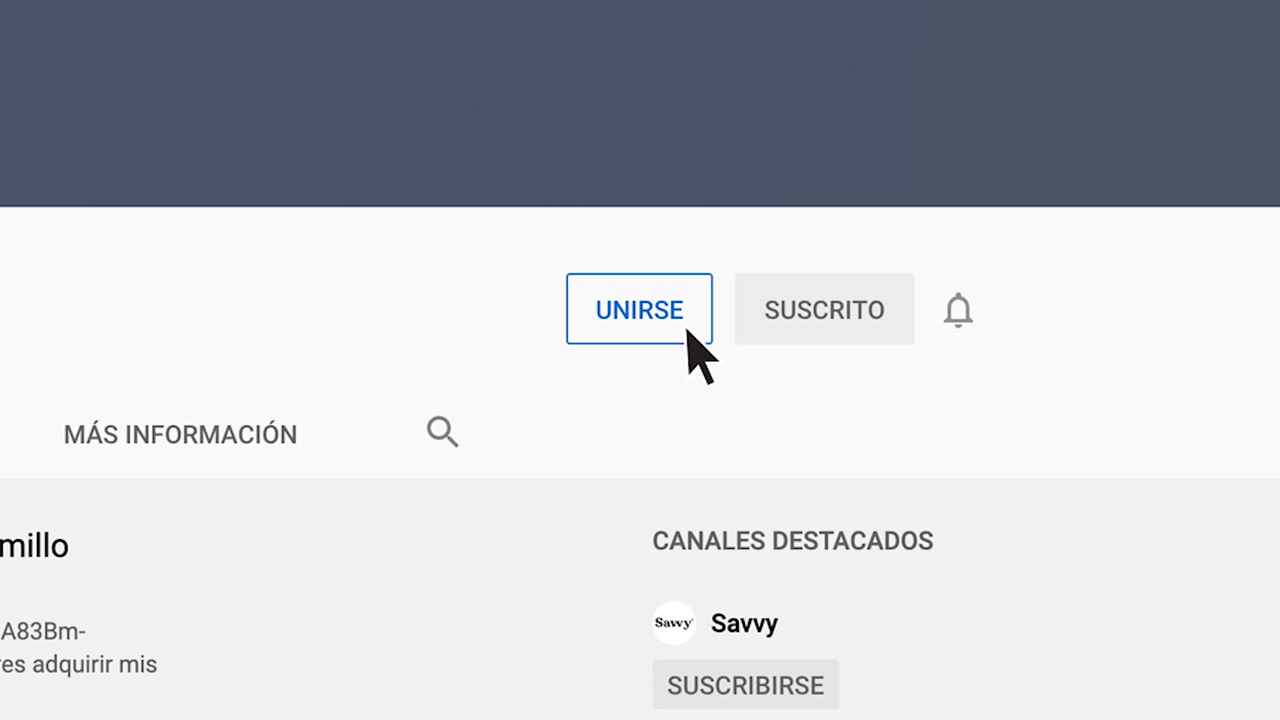 UNIRSE
SUSCRITO
MÁS INFORMACIÓN
millo
A83Bm-
es adquirir mis
CANALES DESTACADOS
Savvy
Savvy
SUSCRIBIRSE